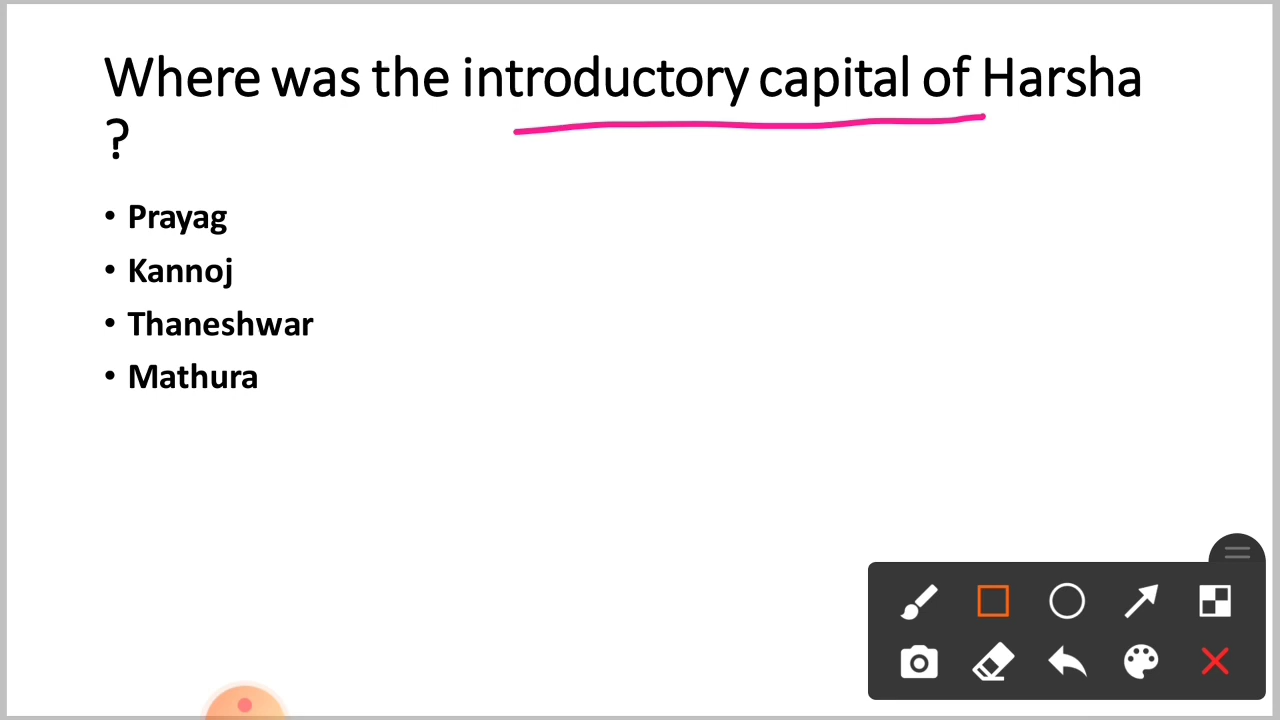 Where was the introductory capital of Harsha
?
• Prayag
• Kannoj
• Thaneshwar
• Mathura